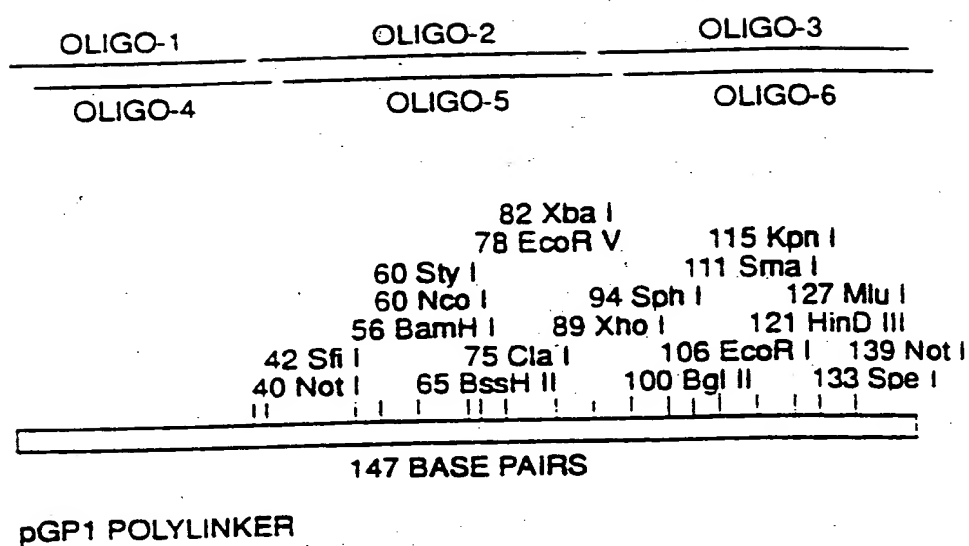 OLIGO-1 OLIGO-2 OLIGO-3
OLIGO-4 OLIGO-5 OLIGO-6
82 Xba I
78 EcoR V 115 Kpn I
60 Sty I 111 Sma I
60 Nco I 94 Sph I 127 Mlu I
56 BamH I 89 Xho I 121 HinD III
42 Sfi I 75 Cla I 106 EcoR I 139 Not I
40 Not I 65 BssH II 100 Bgl II 133 Spe I
147 BASE PAIRS
pGP1 POLYLINKER